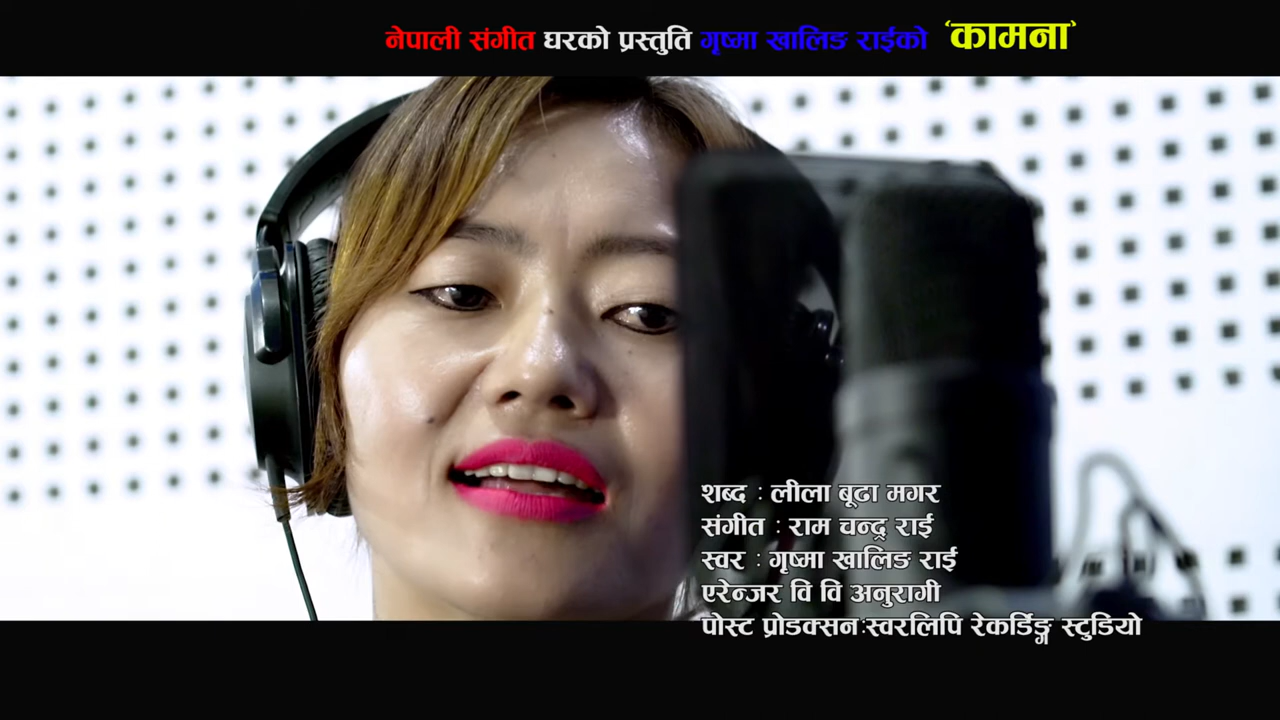 नेपाली संगीत घरको प्रस्तुति गृष्मा खालिङ राईको 'कामना'
शब्द : लीला बूढा मगर
संगीत : राम चन्द्र राई
स्वर : गृष्मा खालिङ राई
एरेन्जर वि वि अनुरागी
पोस्ट प्रोडक्सन:स्वरलिपि रेकर्डिङ्ग स्टुडियो